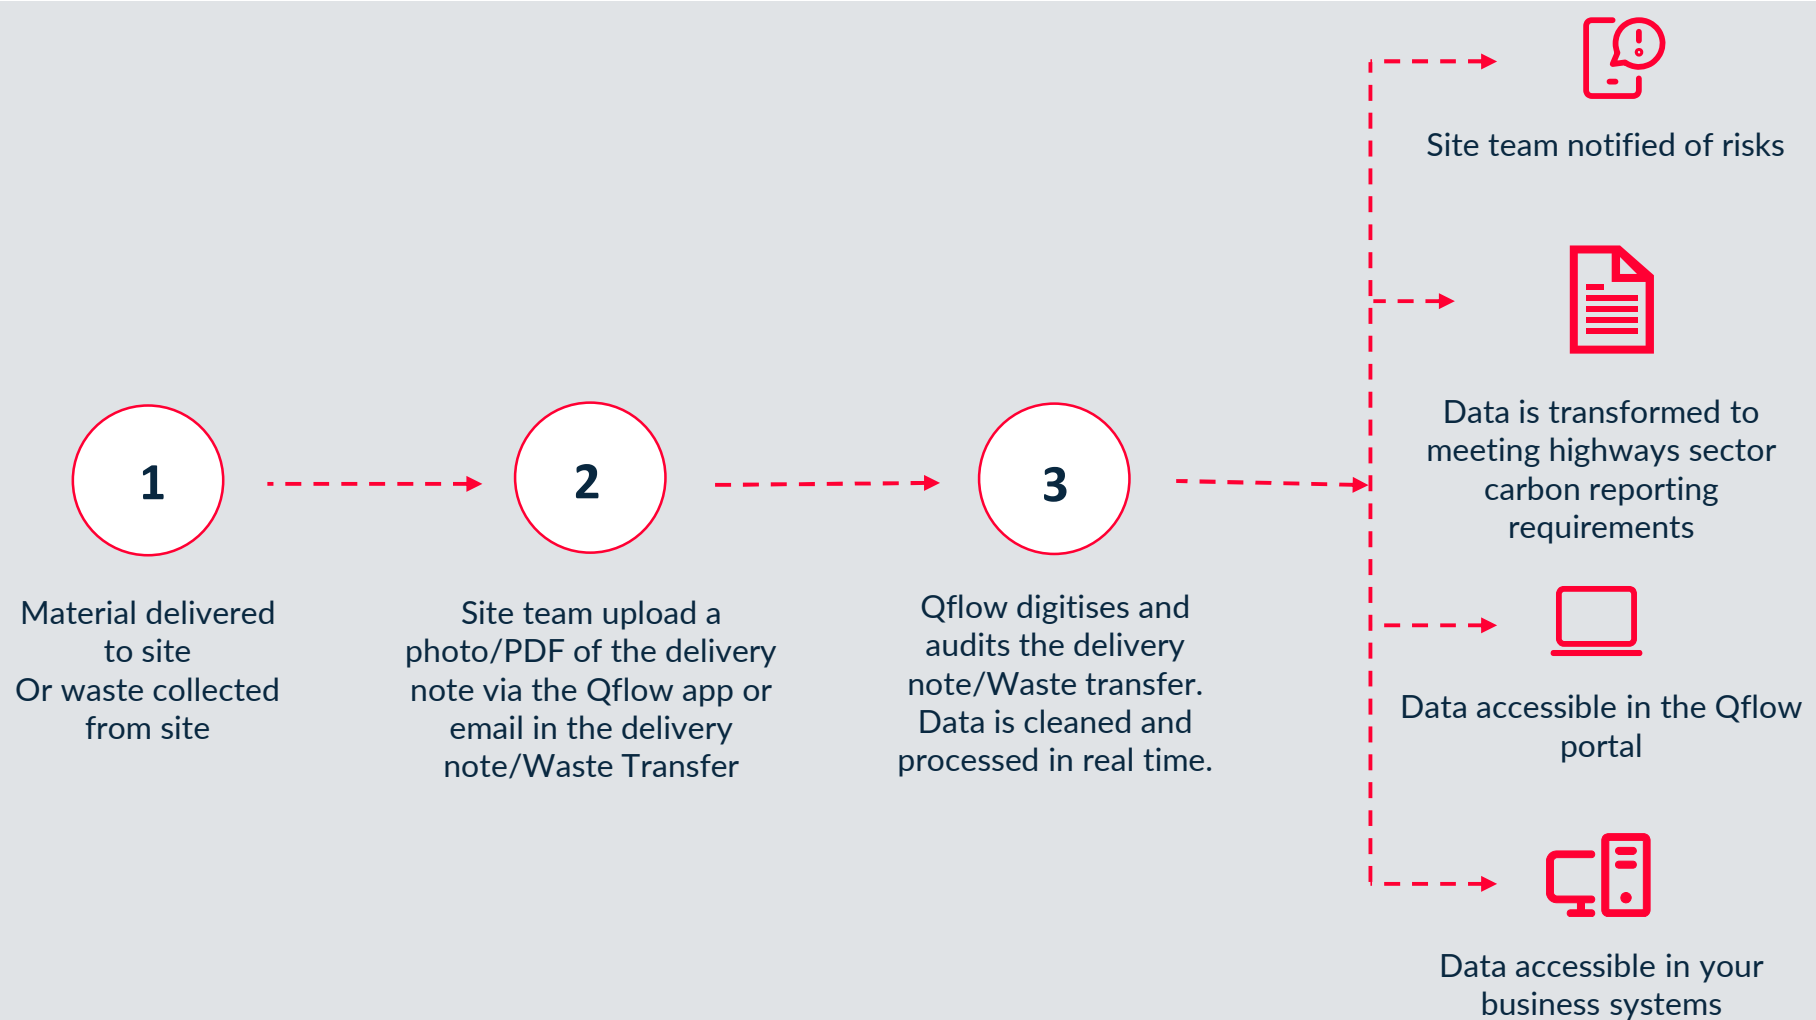 1
Material delivered
to site
Or waste collected
from site
2
Site team upload a
photo/PDF of the delivery
note via the Qflow app or
email in the delivery
note/Waste Transfer
3
Qflow digitises and
audits the delivery
note/Waste transfer.
Data is cleaned and
processed in real time.
Site team notified of risks
Data is transformed to
meeting highways sector
carbon reporting
requirements
Data accessible in the Qflow
portal
Data accessible in your
business systems